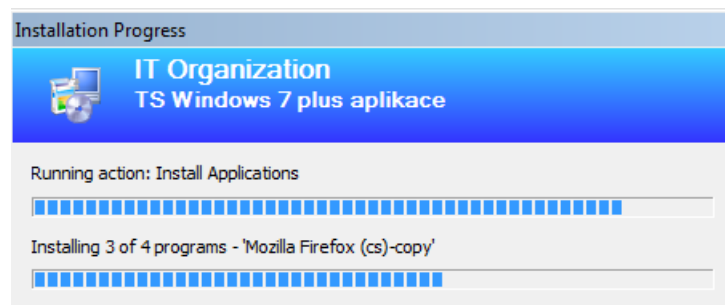 Installation Progress
IT Organization
TS Windows 7 plus aplikace
Running action: Install Applications
Installing 3 of 4 programs - 'Mozilla Firefox (cs)-copy'